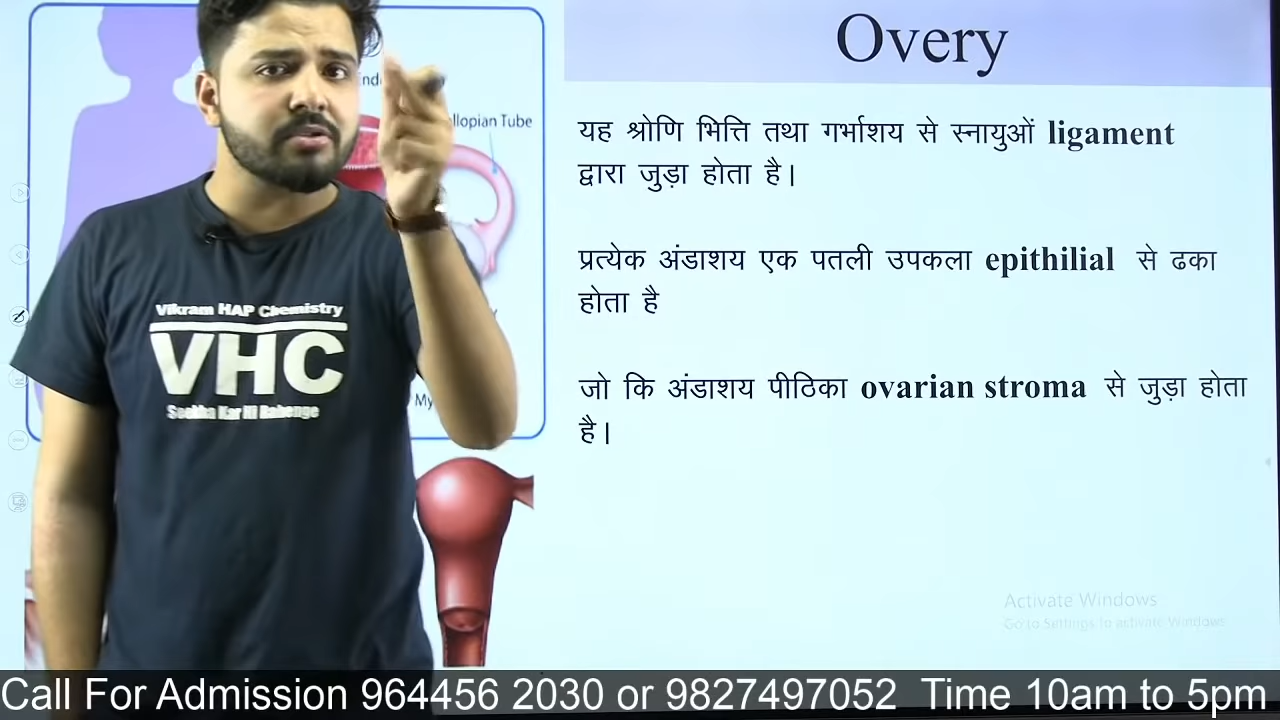 Overy
यह श्रोणि भित्ति तथा गर्भाशय से स्नायुओं ligament
द्वारा जुड़ा होता है।
प्रत्येक अंडाशय एक पतली उपकला epithilial से ढका
होता है
जो कि अंडाशय पीठिका ovarian stroma से जुड़ा होता
है।
llopian Tube
My
Vikram HAP Chemistry
VHC
Seekha Kar Hi Rahenge
Activate Windows
Go to Settings to activate Windows
Call For Admission 964456 2030 or 9827497052 Time 10am to 5pm